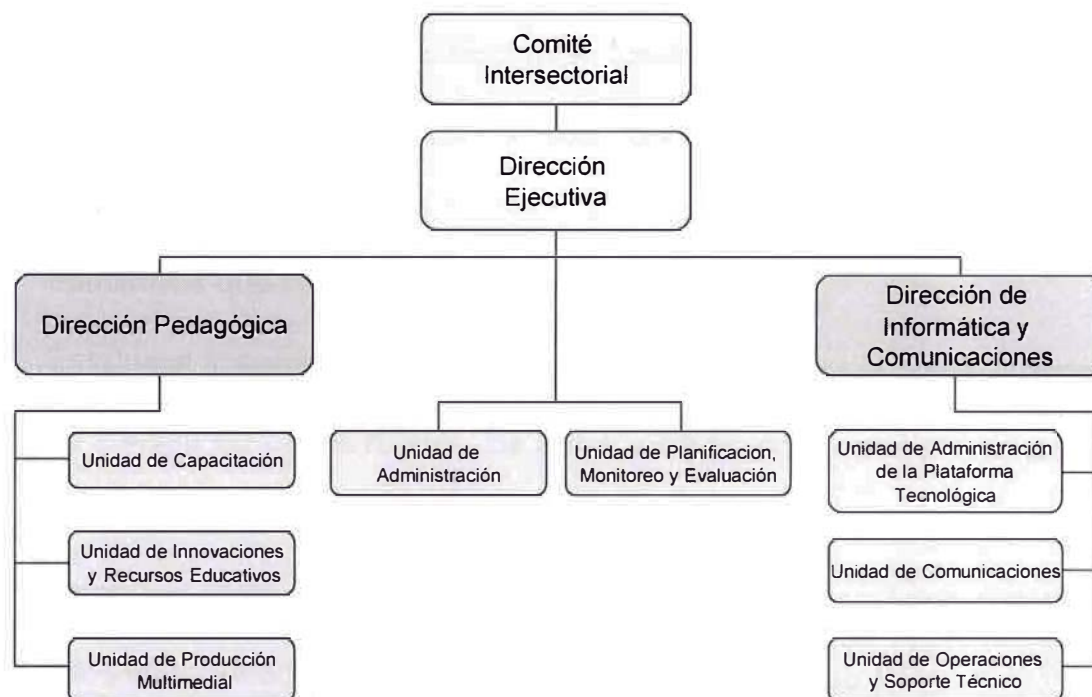 Comité
Intersectorial
Dirección
Ejecutiva
Dirección Pedagógica
Dirección de
Informática y
Comunicaciones
Unidad de Capacitación
Unidad de Innovaciones
y Recursos Educativos
Unidad de Producción
Multimedial
Unidad de
Administración
Unidad de Planificacion,
Monitoreo y Evaluación
Unidad de Administración
de la Plataforma
Tecnológica
Unidad de Comunicaciones
Unidad de Operaciones
y Soporte Técnico